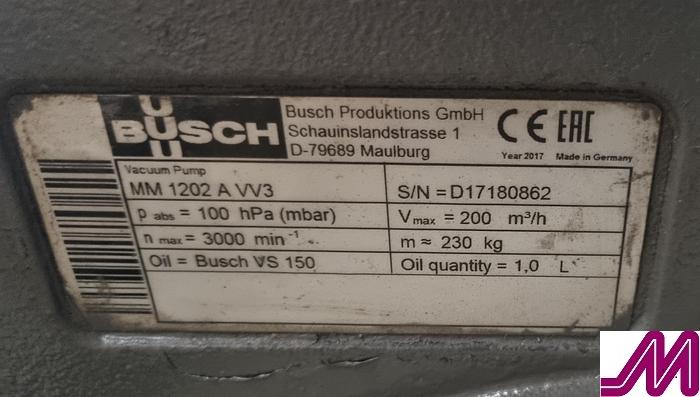 BUSCH
Busch Produktions GmbH
Schauinslandstrasse 1
D-79689 Maulburg
CE EAC
Year 2017 Made in Germany
Vacuum Pump
MM 1202 A VV3
S/N = D17180862
p abs = 100 hPa (mbar)
Vmax = 200 m³/h
n max = 3000 min⁻¹
m ≈ 230 kg
Oil = Busch VS 150
Oil quantity = 1,0 L
M